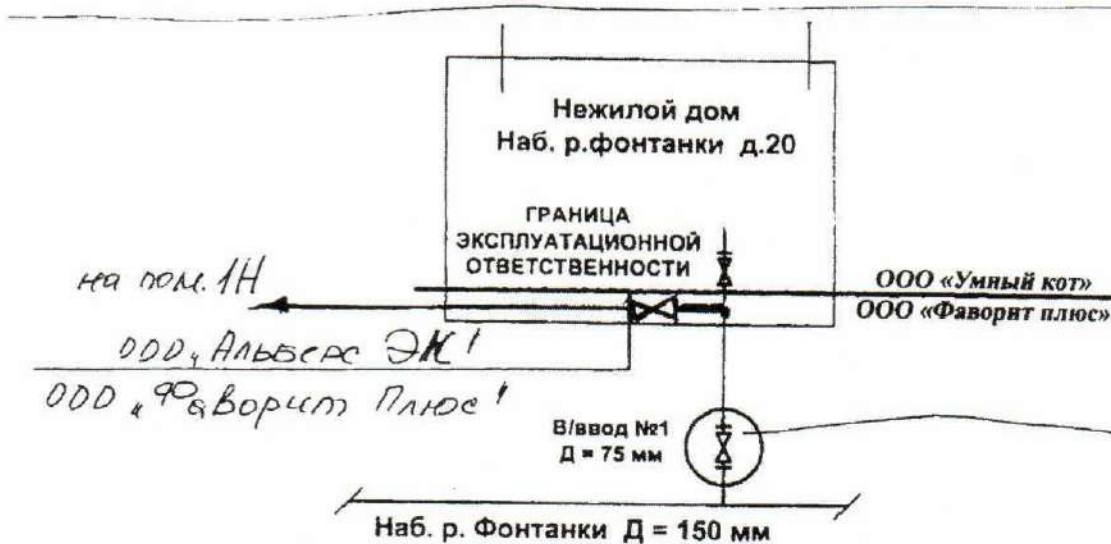 Нежилой дом
Наб. р.фонтанки д.20
ГРАНИЦА
ЭКСПЛУАТАЦИОННОЙ
ОТВЕТСТВЕННОСТИ
на пом. 1Н
ООО «Умный кот»
ООО «Фаворит плюс»
ООО „Альберс ЭК"
ООО „Фаворит Плюс"
В/ввод №1
Д = 75 мм
Наб. р. Фонтанки Д = 150 мм